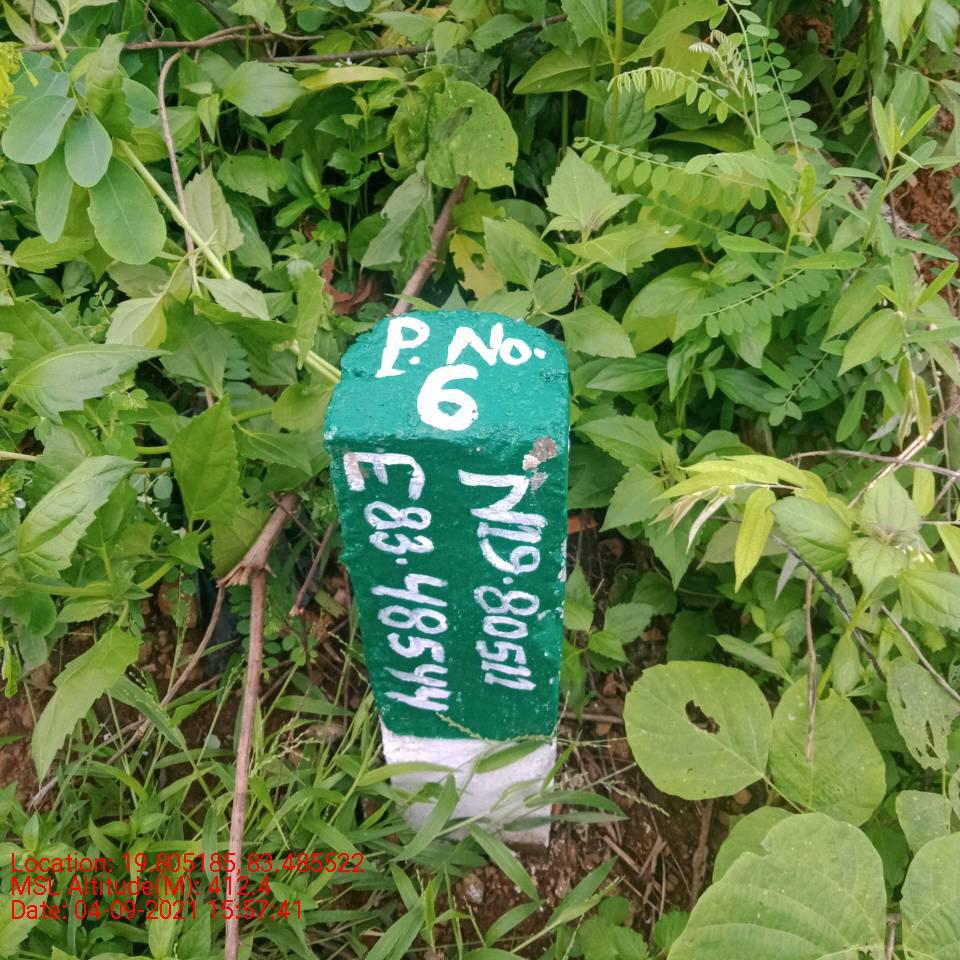 P. No.
6
N19.80511
E 83.48544
Location: 19.805185, 83.485522
MSL Altitude(M): 412.4
Date: 04-09-2021 15:57:41